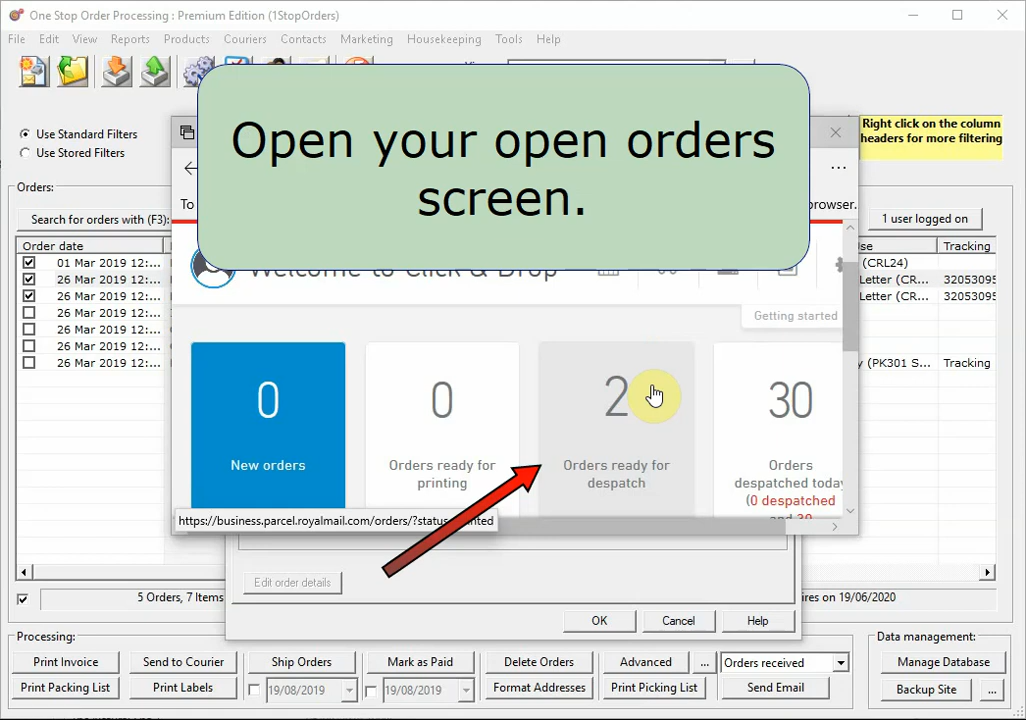 One Stop Order Processing : Premium Edition (1StopOrders)
File Edit View Reports Products Couriers Contacts Marketing Housekeeping Tools Help
Open your open orders
screen.
Use Standard Filters
Use Stored Filters
Right click on the column
headers for more filtering
To
browser.
Orders:
Search for orders with (F3):
1 user logged on
Order date
Tracking
Welcome to Click & Drop
01 Mar 2019 12:...
(CRL24)
26 Mar 2019 12:...
Letter (CR...
32053095
26 Mar 2019 12:...
Letter (CR...
32053095
26 Mar 2019 12:...
26 Mar 2019 12:...
26 Mar 2019 12:...
26 Mar 2019 12:...
(PK301 S...
Tracking
Getting started
0
New orders
0
Orders ready for
printing
2
Orders ready for
despatch
30
Orders
despatched today
(0 despatched
and 30
https://business.parcel.royalmail.com/orders/?status
Edit order details
5 Orders, 7 Items
on 19/06/2020
OK Cancel Help
Processing:
Data management:
Print Invoice Send to Courier Ship Orders Mark as Paid Delete Orders Advanced ... Orders received Manage Database
Print Packing List Print Labels 19/08/2019 19/08/2019 Format Addresses Print Picking List Send Email Backup Site ...